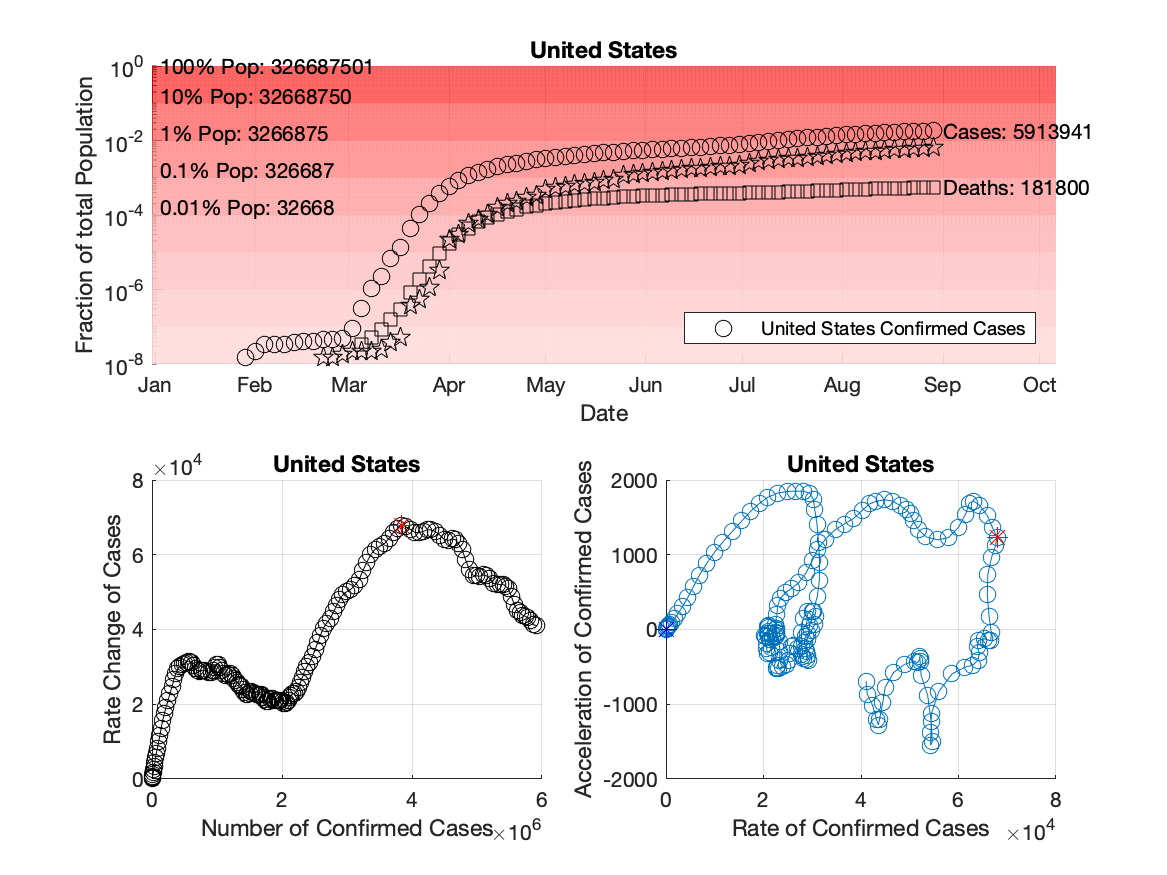 United States
10^0
100% Pop: 326687501
10% Pop: 32668750
10^-2
1% Pop: 3266875
Cases: 5913941
0.1% Pop: 326687
Deaths: 181800
10^-4
0.01% Pop: 32668
10^-6
10^-8
Fraction of total Population
United States Confirmed Cases
Jan Feb Mar Apr May Jun Jul Aug Sep Oct
Date
United States
×10^4
8
6
4
2
0
Rate Change of Cases
0 2 4 6
Number of Confirmed Cases ×10^6
United States
2000
1000
0
-1000
-2000
Acceleration of Confirmed Cases
0 2 4 6 8
Rate of Confirmed Cases ×10^4